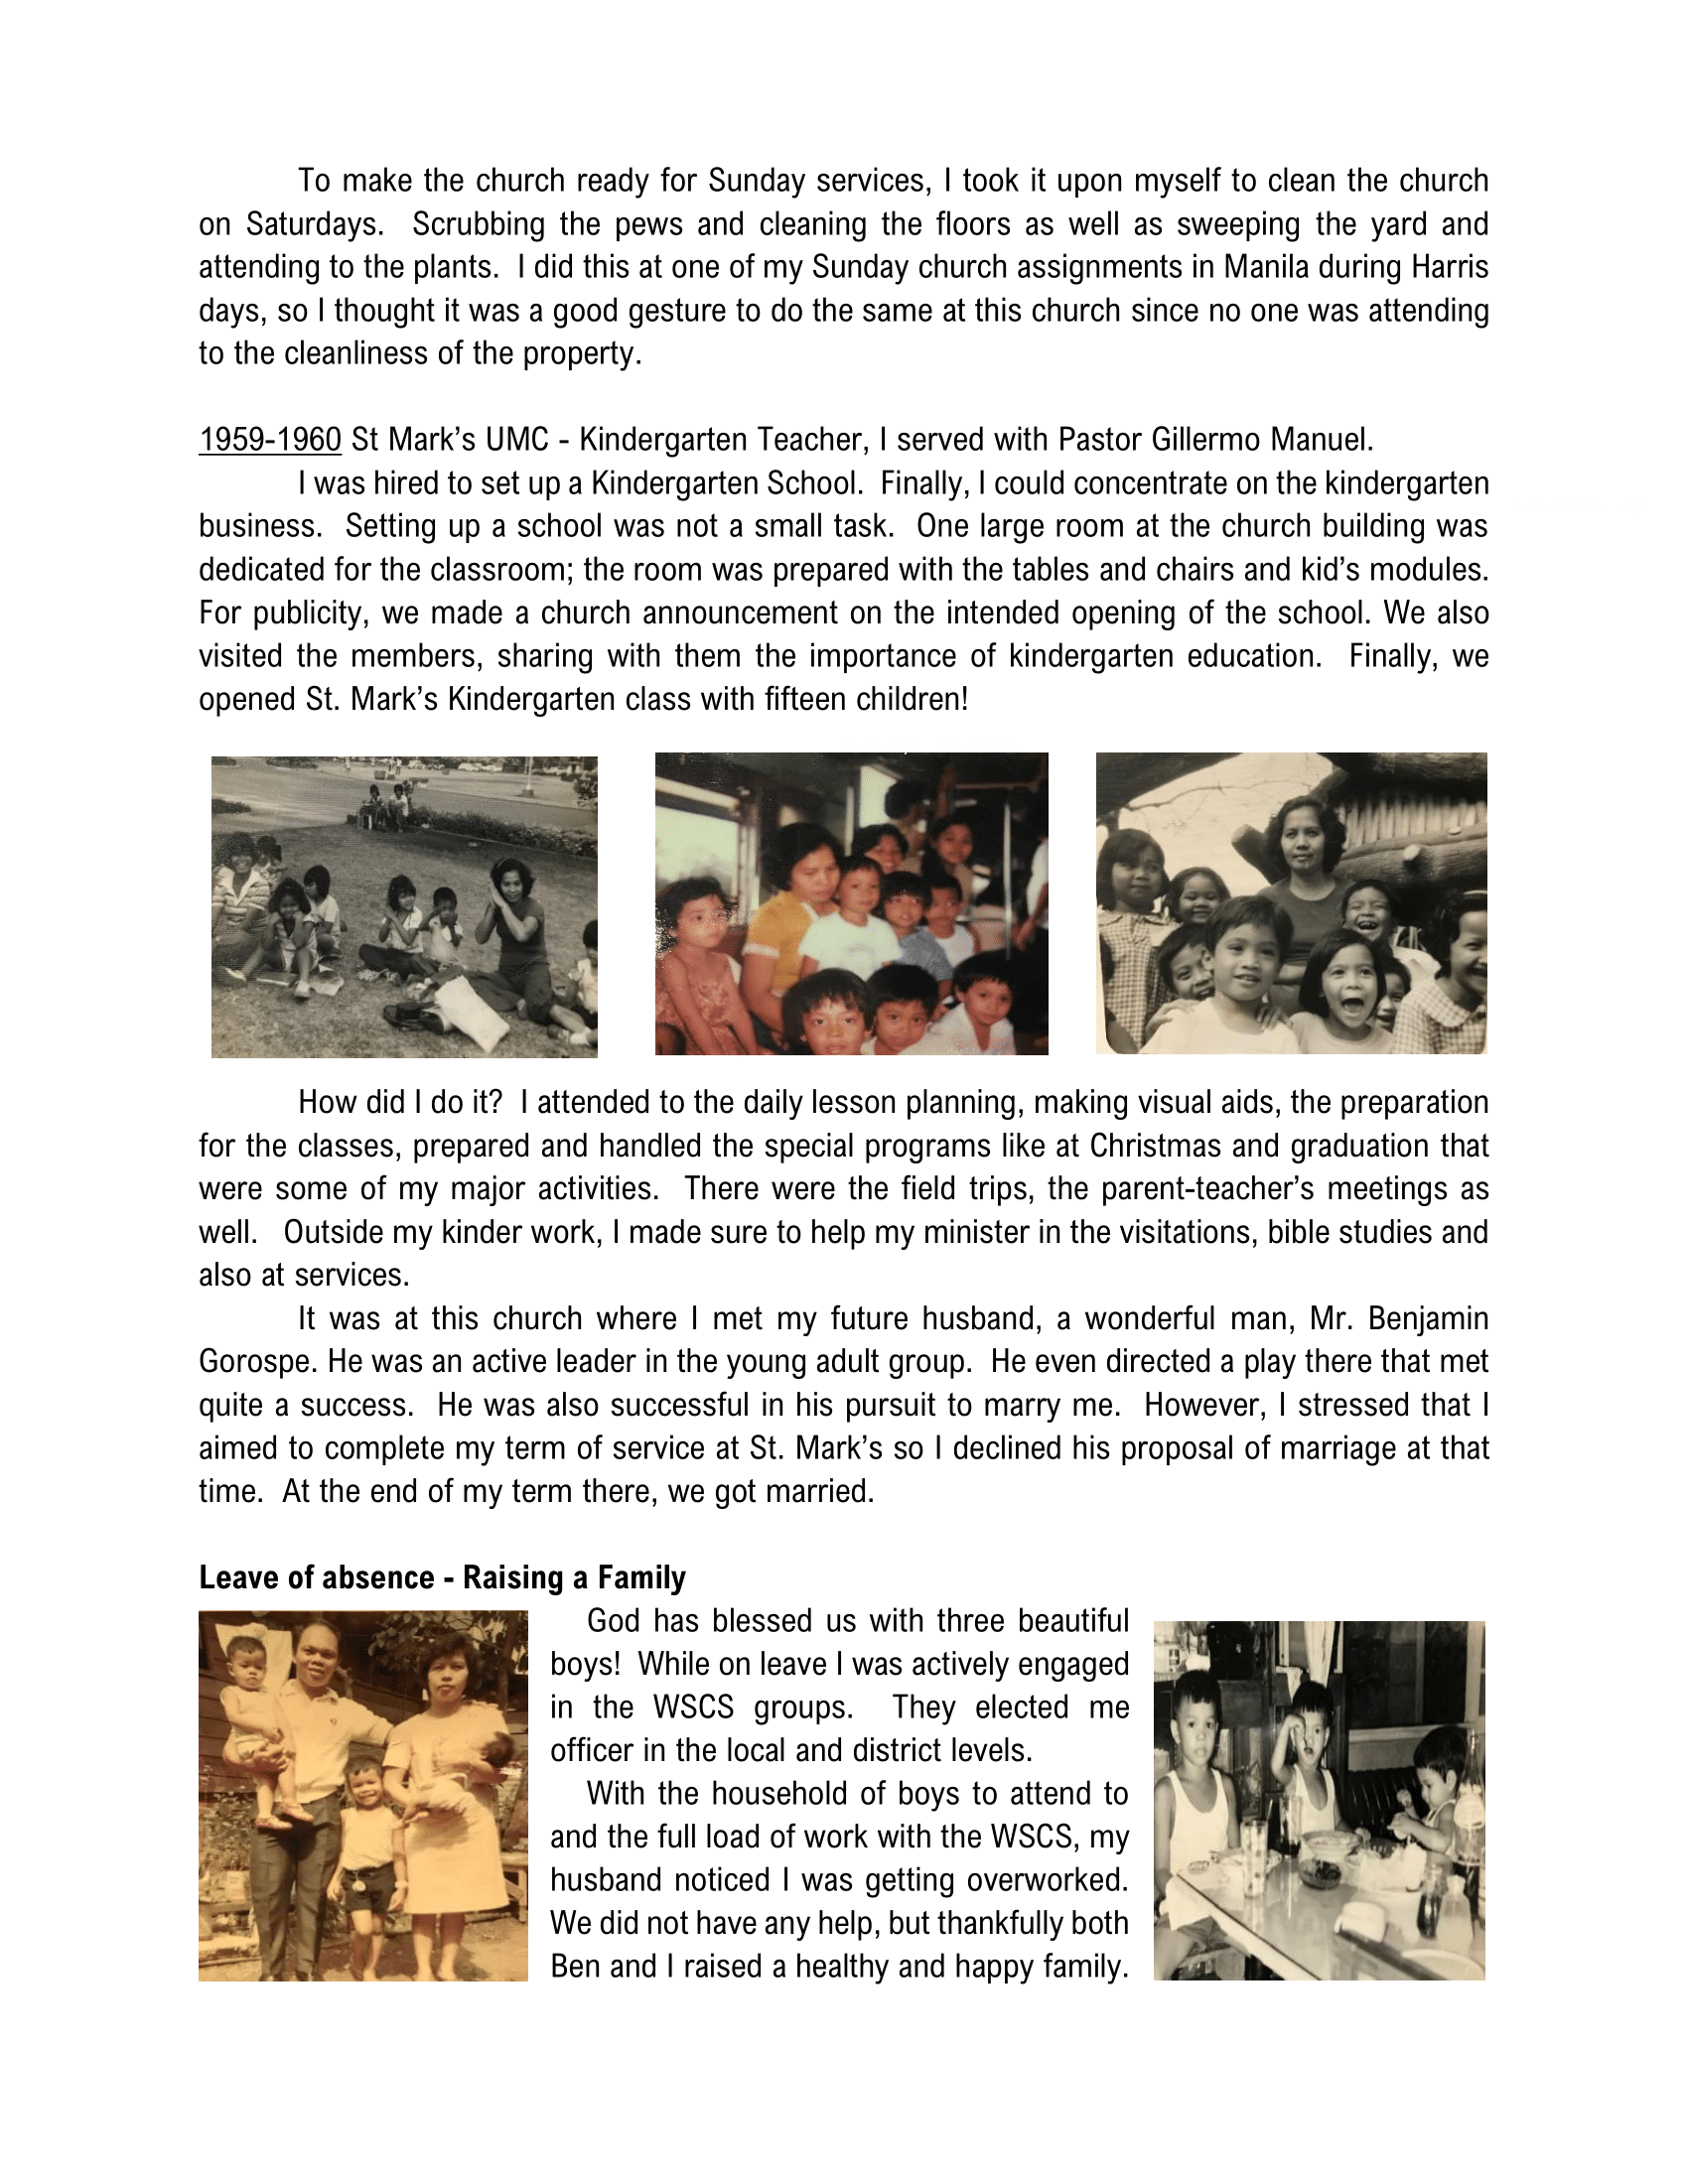 To make the church ready for Sunday services, I took it upon myself to clean the church
on Saturdays. Scrubbing the pews and cleaning the floors as well as sweeping the yard and
attending to the plants. I did this at one of my Sunday church assignments in Manila during Harris
days, so I thought it was a good gesture to do the same at this church since no one was attending
to the cleanliness of the property.
1959-1960 St Mark’s UMC - Kindergarten Teacher, I served with Pastor Gillermo Manuel.
I was hired to set up a Kindergarten School. Finally, I could concentrate on the kindergarten
business. Setting up a school was not a small task. One large room at the church building was
dedicated for the classroom; the room was prepared with the tables and chairs and kid’s modules.
For publicity, we made a church announcement on the intended opening of the school. We also
visited the members, sharing with them the importance of kindergarten education. Finally, we
opened St. Mark’s Kindergarten class with fifteen children!
How did I do it? I attended to the daily lesson planning, making visual aids, the preparation
for the classes, prepared and handled the special programs like at Christmas and graduation that
were some of my major activities. There were the field trips, the parent-teacher’s meetings as
well. Outside my kinder work, I made sure to help my minister in the visitations, bible studies and
also at services.
It was at this church where I met my future husband, a wonderful man, Mr. Benjamin
Gorospe. He was an active leader in the young adult group. He even directed a play there that met
quite a success. He was also successful in his pursuit to marry me. However, I stressed that I
aimed to complete my term of service at St. Mark’s so I declined his proposal of marriage at that
time. At the end of my term there, we got married.
Leave of absence - Raising a Family
God has blessed us with three beautiful
boys! While on leave I was actively engaged
in the WSCS groups. They elected me
officer in the local and district levels.
With the household of boys to attend to
and the full load of work with the WSCS, my
husband noticed I was getting overworked.
We did not have any help, but thankfully both
Ben and I raised a healthy and happy family.